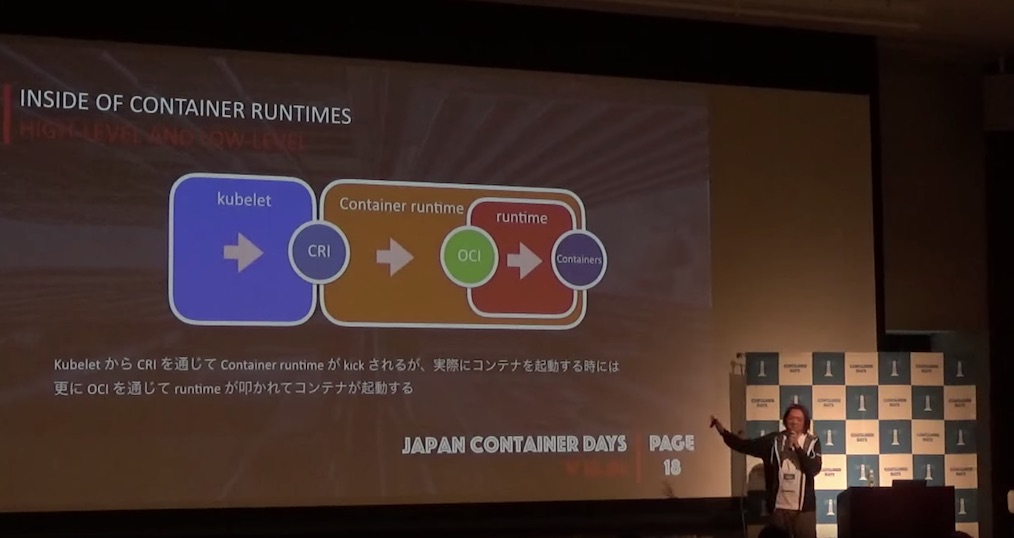 INSIDE OF CONTAINER RUNTIMES
HIGH-LEVEL AND LOW-LEVEL
kubelet
Container runtime
runtime
CRI
OCI
Containers
Kubelet から CRI を通じて Container runtime が kick されるが、実際にコンテナを起動する時には
更に OCI を通じて runtime が叩かれてコンテナが起動する
JAPAN CONTAINER DAYS
PAGE
18
CONTAINER
DAYS